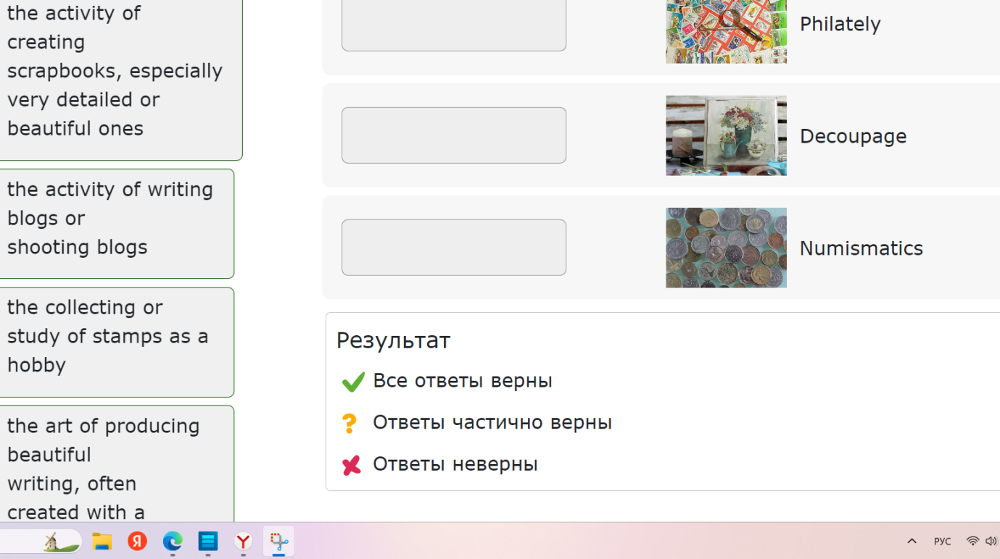 the activity of
creating
scrapbooks, especially
very detailed or
beautiful ones
the activity of writing
blogs or
shooting blogs
the collecting or
study of stamps as a
hobby
the art of producing
beautiful
writing, often
created with a
Philately
Decoupage
Numismatics
Результат
Все ответы верны
Ответы частично верны
Ответы неверны
Я
Y
РУС